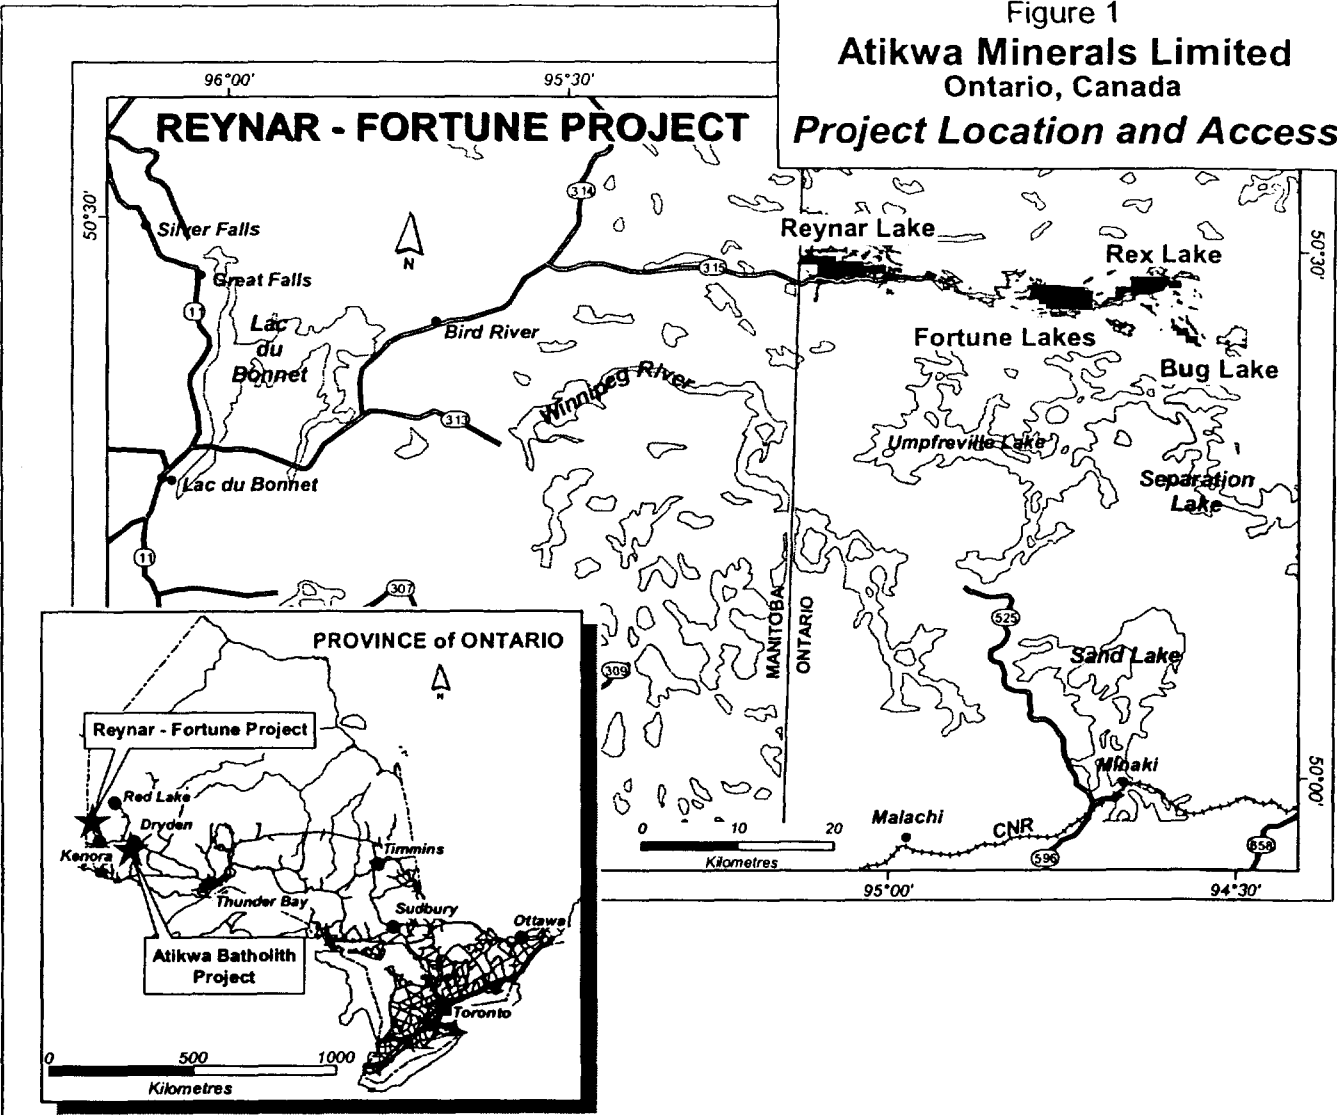 Figure 1
Atikwa Minerals Limited
Ontario, Canada
Project Location and Access
96°00'
95°30'
REYNAR - FORTUNE PROJECT
50°30'
50°30'
314
Silver Falls
N
Reynar Lake
Rex Lake
315
Great Falls
11
Lac
du
Bonnet
Bird River
Fortune Lakes
Bug Lake
Winnipeg River
313
Umpfreville Lake
Lac du Bonnet
Separation
Lake
11
307
MANITOBA
ONTARIO
525
309
Sand Lake
Minaki
50°00'
Malachi
CNR
596
658
0 10 20
Kilometres
95°00'
94°30'
PROVINCE of ONTARIO
N
Reynar - Fortune Project
Red Lake
Dryden
Kenora
Timmins
Thunder Bay
Sudbury
Ottawa
Atikwa Batholith
Project
Toronto
0 500 1000
Kilometres